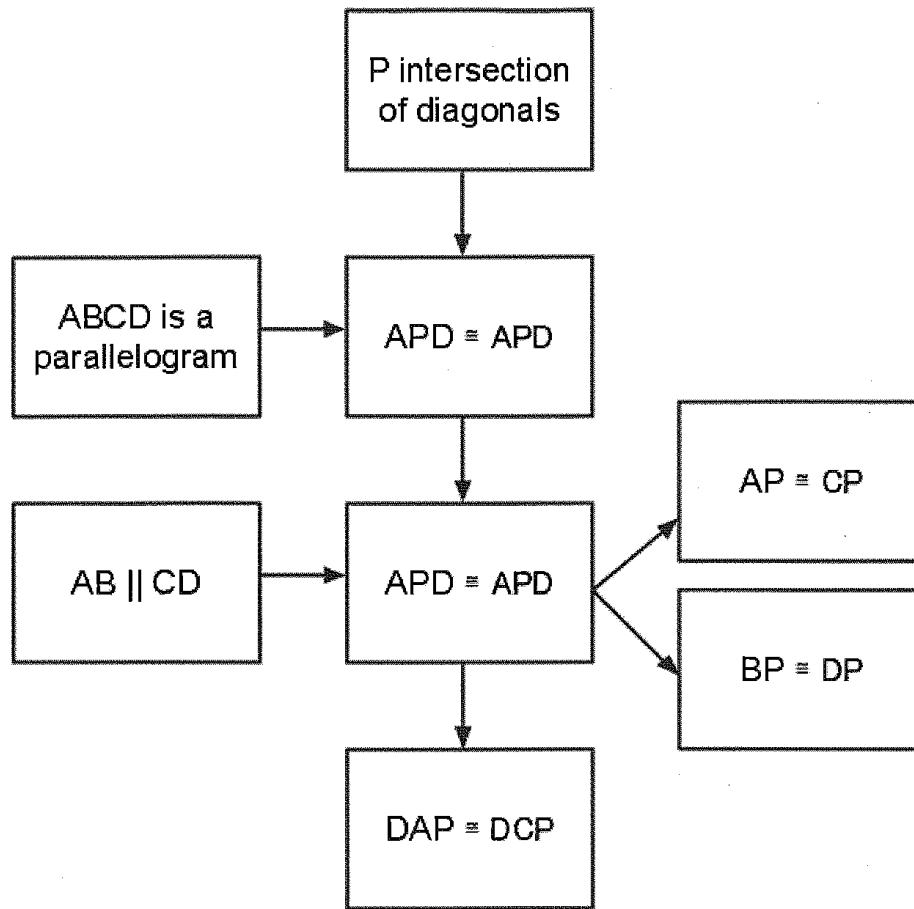 P intersection
of diagonals
ABCD is a
parallelogram
APD ≅ APD
AP ≅ CP
AB || CD
APD ≅ APD
BP ≅ DP
DAP ≅ DCP